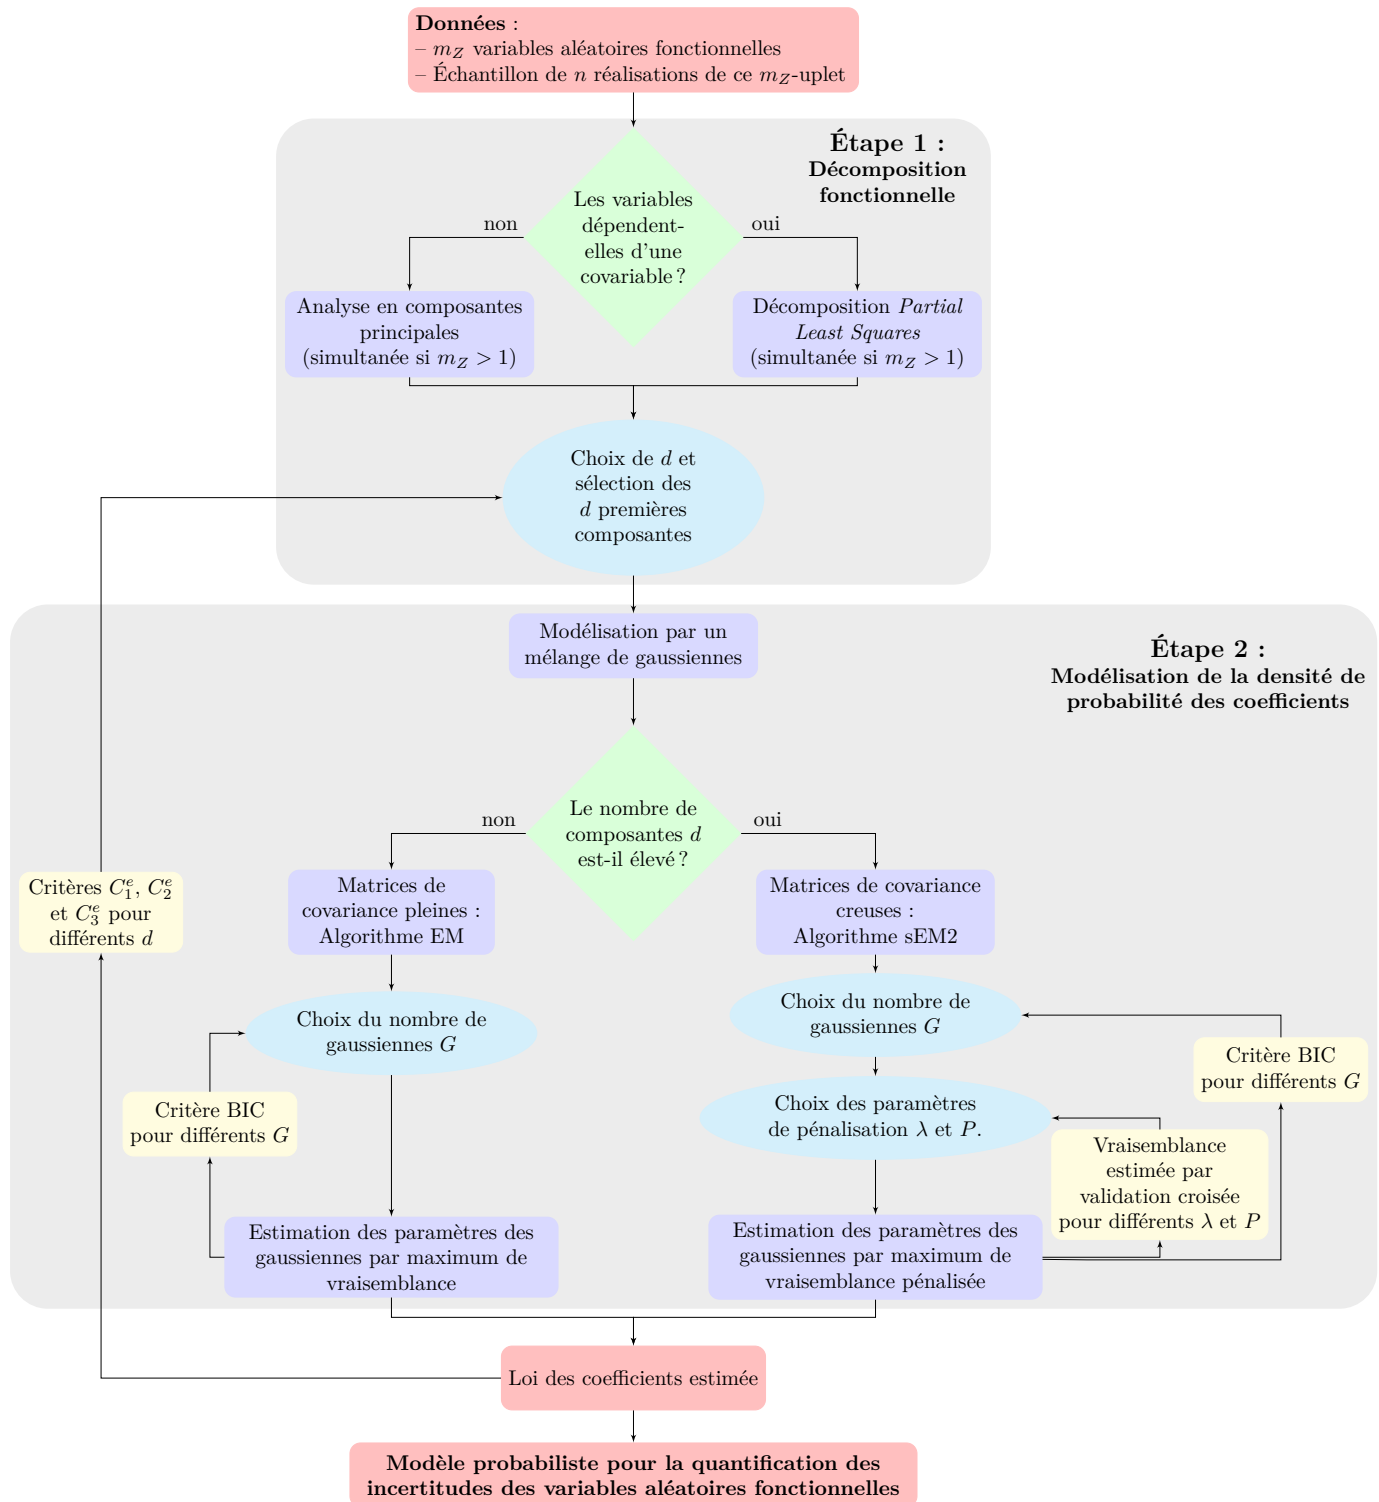 Données :
– m_Z variables aléatoires fonctionnelles
– Échantillon de n réalisations de ce m_Z-uplet
Étape 1 :
Décomposition
fonctionnelle
Les variables
dépendent-
elles d'une
covariable ?
non
oui
Analyse en composantes
principales
(simultanée si m_Z > 1)
Décomposition Partial
Least Squares
(simultanée si m_Z > 1)
Choix de d et
sélection des
d premières
composantes
Modélisation par un
mélange de gaussiennes
Étape 2 :
Modélisation de la densité de
probabilité des coefficients
Le nombre de
composantes d
est-il élevé ?
non
oui
Critères C_1^e, C_2^e
et C_3^e pour
différents d
Matrices de
covariance pleines :
Algorithme EM
Matrices de covariance
creuses :
Algorithme sEM2
Choix du nombre de
gaussiennes G
Choix du nombre de
gaussiennes G
Critère BIC
pour différents G
Critère BIC
pour différents G
Choix des paramètres
de pénalisation λ et P.
Vraisemblance
estimée par
validation croisée
pour différents λ et P
Estimation des paramètres des
gaussiennes par maximum de
vraisemblance
Estimation des paramètres des
gaussiennes par maximum de
vraisemblance pénalisée
Loi des coefficients estimée
Modèle probabiliste pour la quantification des
incertitudes des variables aléatoires fonctionnelles